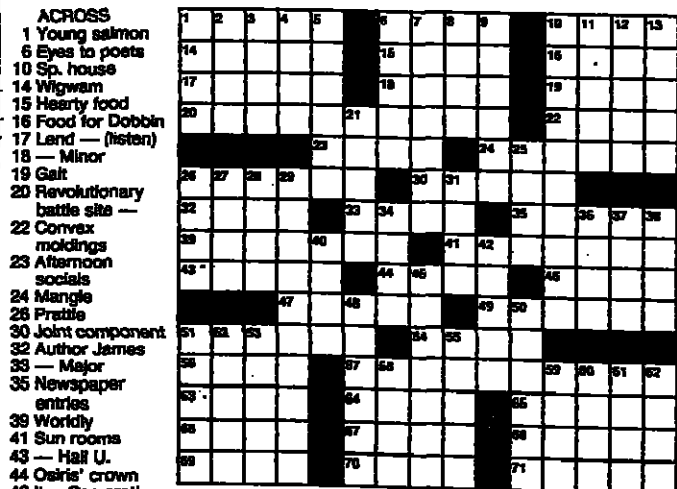 ACROSS
1 Young salmon
6 Eyes to poets
10 Sp. house
14 Wigwam
15 Hearty food
16 Food for Dobbin
17 Lend — (listen)
18 — Minor
19 Gait
20 Revolutionary
battle site —
22 Convex
moldings
23 Afternoon
socials
24 Mangle
26 Prattle
30 Joint component
32 Author James
33 — Major
35 Newspaper
entries
39 Worldly
41 Sun rooms
43 — Hall U.
44 Osiris' crown
1 2 3 4 5 6 7 8 9 10 11 12 13
14 15 16
17 18 19
20 21 22
23 24 25
26 27 28 29 30 31
32 33 34 35 36 37 38
39 40 41 42
43 44 45 46
47 48 49 50
51 52 53 54 55
56 57 58 59 60 61 62
63 64 65
66 67 68
69 70 71